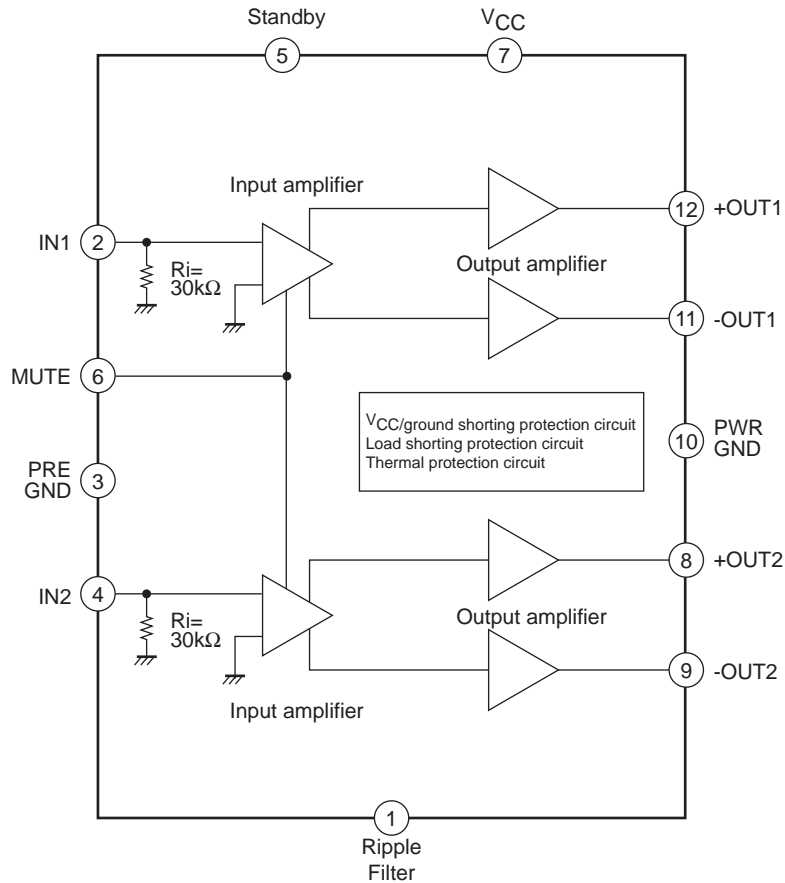 Standby
VCC
5
7
Input amplifier
IN1
2
Ri=
30kΩ
12
+OUT1
Output amplifier
11
-OUT1
MUTE
6
VCC/ground shorting protection circuit
Load shorting protection circuit
Thermal protection circuit
10
PWR
GND
PRE
GND
3
IN2
4
Ri=
30kΩ
8
+OUT2
Output amplifier
9
-OUT2
Input amplifier
1
Ripple
Filter